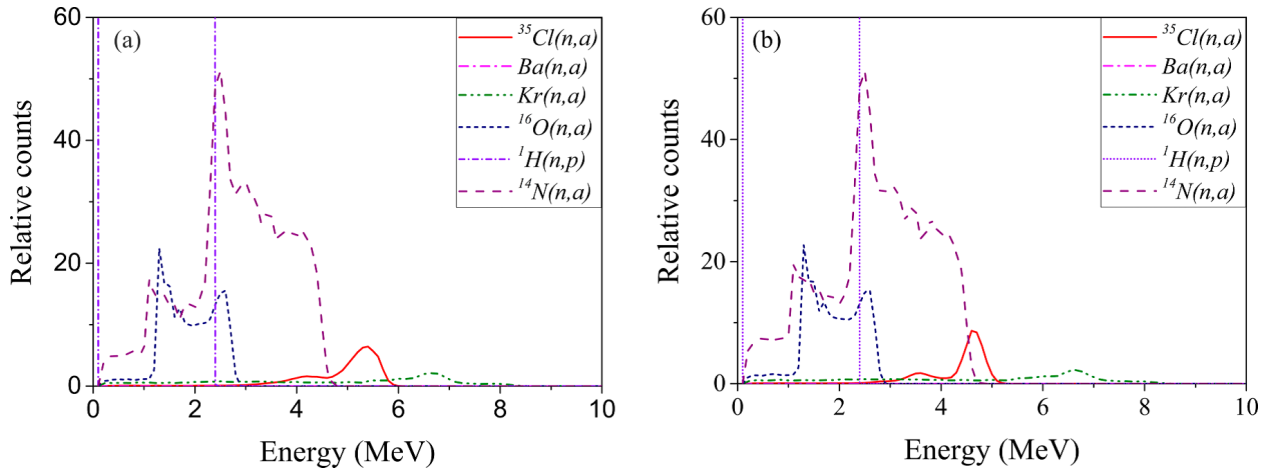 (a)
³⁵Cl(n,a)
Ba(n,a)
Kr(n,a)
¹⁶O(n,a)
¹H(n,p)
¹⁴N(n,a)
60
40
20
0
Relative counts
0 2 4 6 8 10
Energy (MeV)
(b)
³⁵Cl(n,a)
Ba(n,a)
Kr(n,a)
¹⁶O(n,a)
¹H(n,p)
¹⁴N(n,a)
60
40
20
0
Relative counts
0 2 4 6 8 10
Energy (MeV)